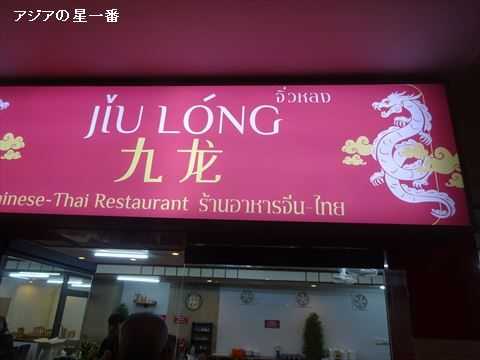 アジアの星一番
จิ่วหลง
JIǓ LÓNG
九龙
inese-Thai Restaurant ร้านอาหารจีน-ไทย